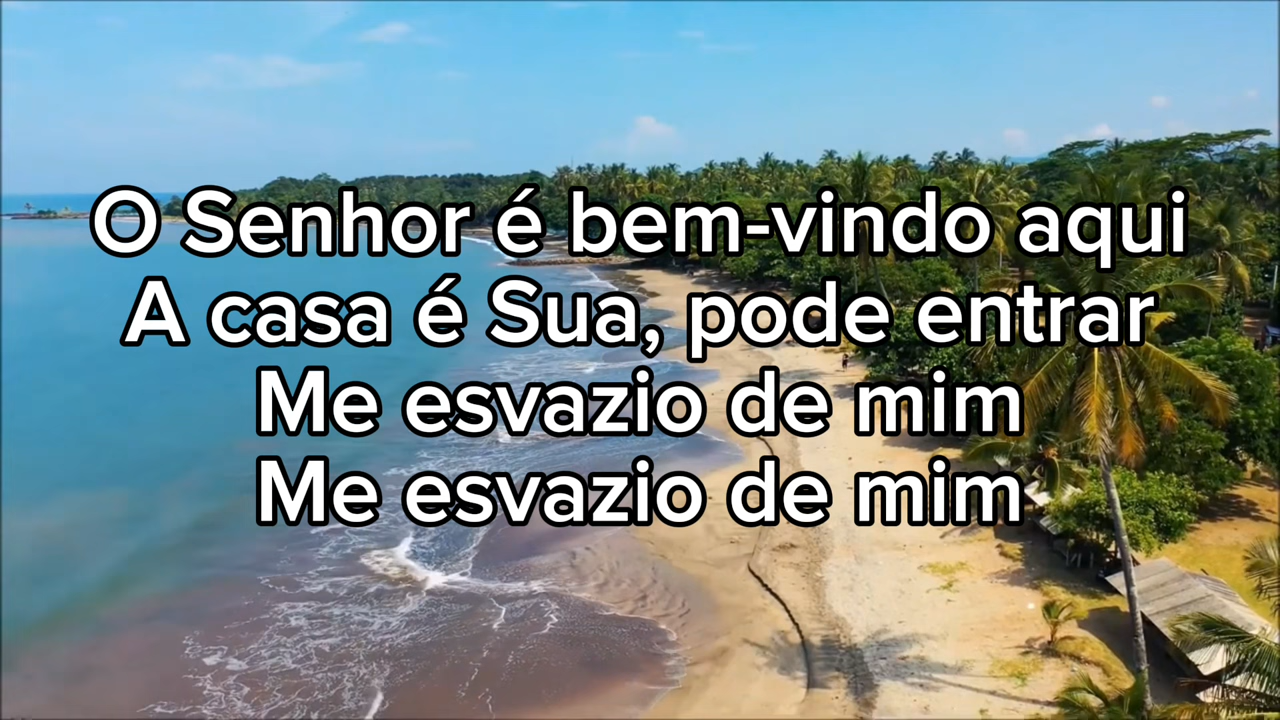 O Senhor é bem-vindo aqui
A casa é Sua, pode entrar
Me esvazio de mim
Me esvazio de mim